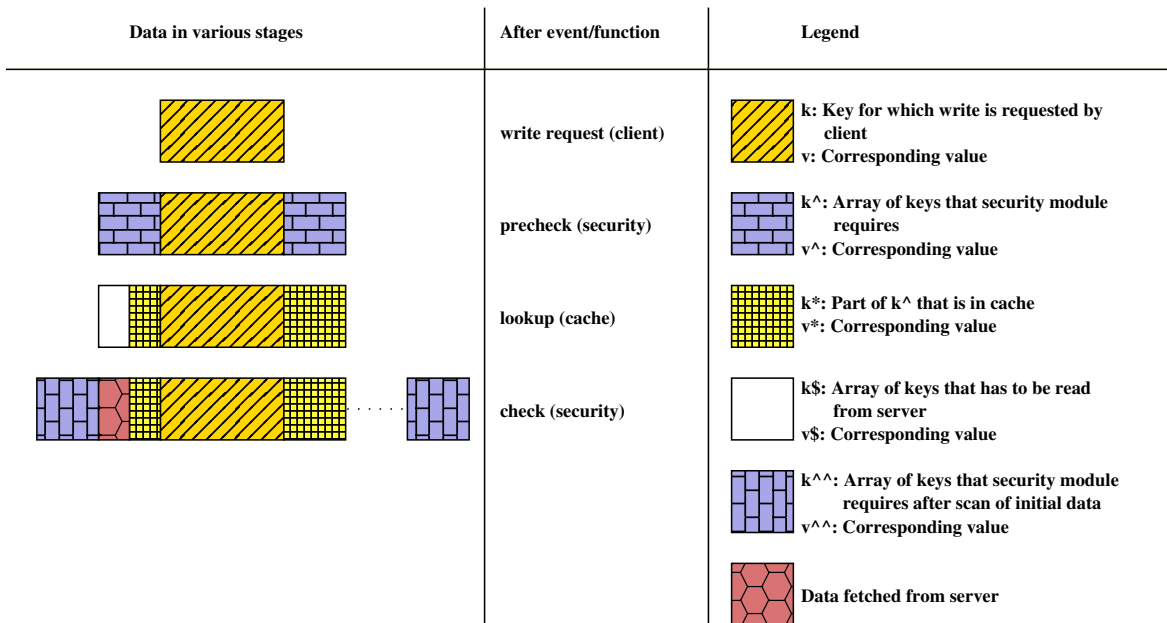 Data in various stages
After event/function
Legend
write request (client)
k: Key for which write is requested by
client
v: Corresponding value
precheck (security)
k^: Array of keys that security module
requires
v^: Corresponding value
lookup (cache)
k*: Part of k^ that is in cache
v*: Corresponding value
check (security)
k$: Array of keys that has to be read
from server
v$: Corresponding value
k^^: Array of keys that security module
requires after scan of initial data
v^^: Corresponding value
Data fetched from server